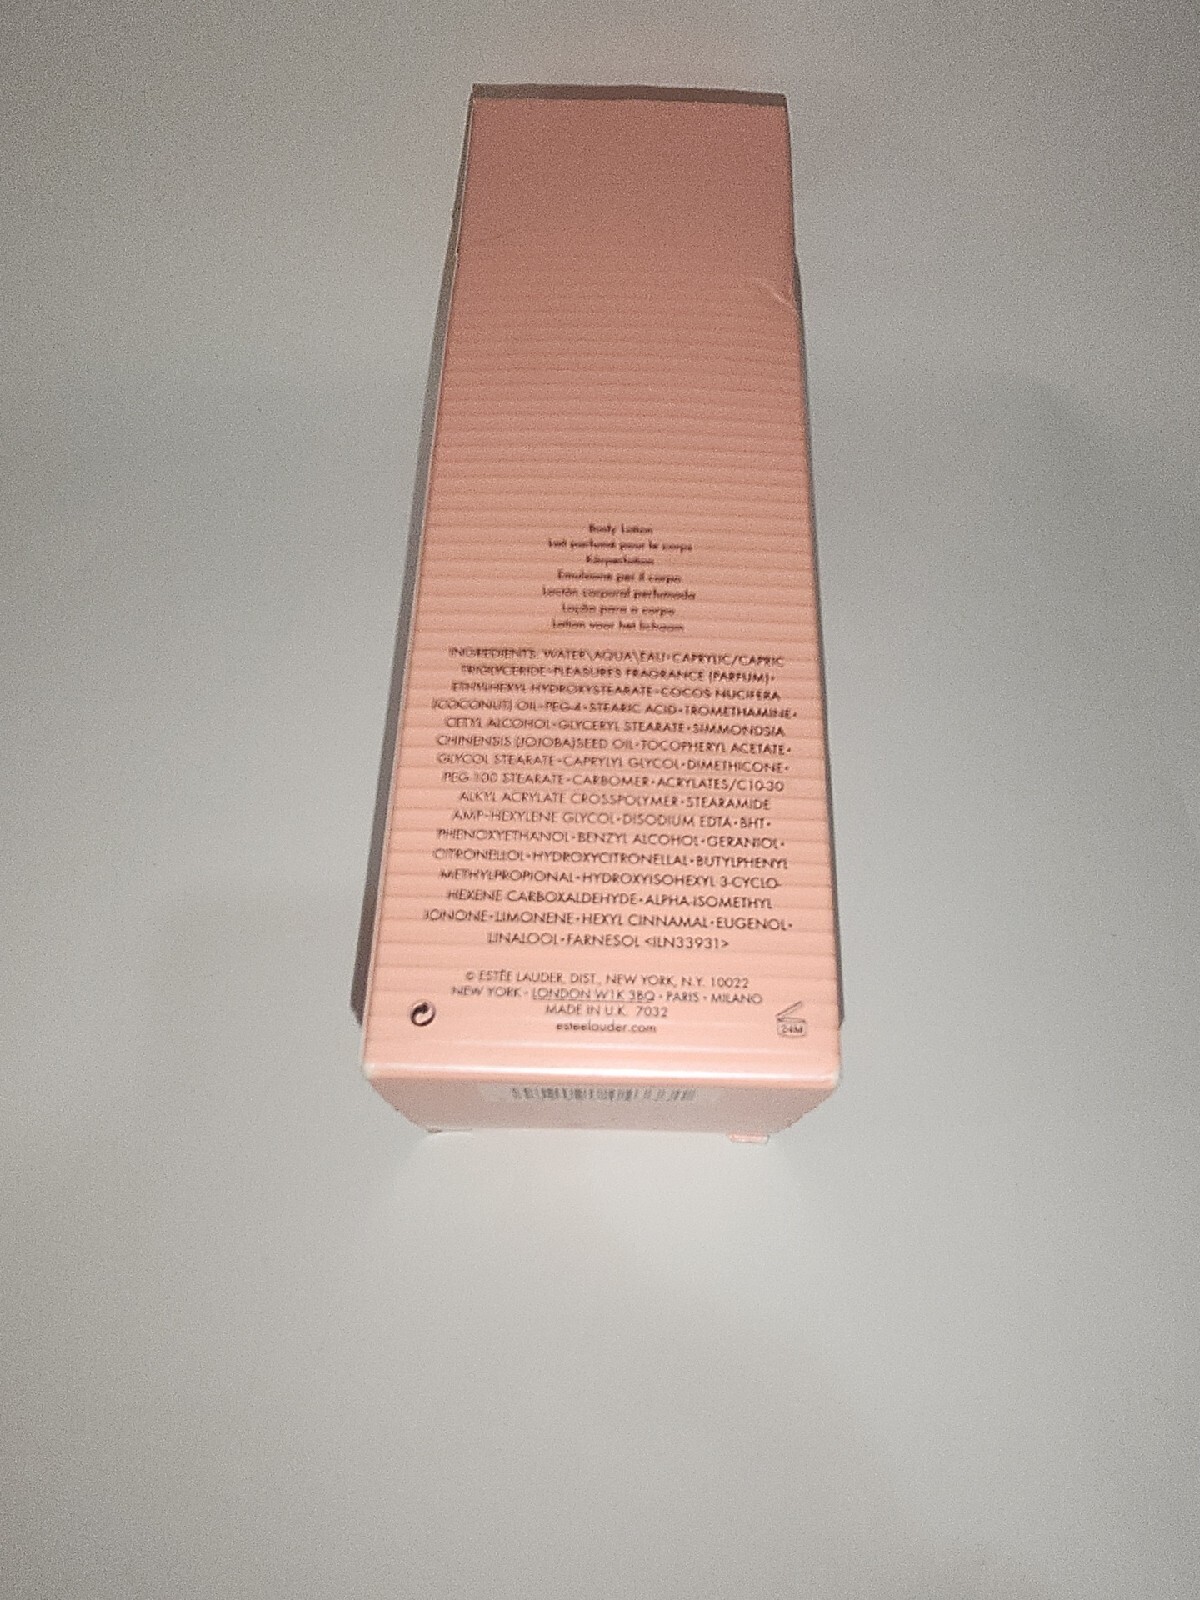 Body Lotion
Lait parfumé pour le corps
Körperlotion
Emulsione per il corpo
Loción corporal perfumada
Loção para o corpo
Lotion voor het lichaam
INGREDIENTS: WATER\AQUA\EAU•CAPRYLIC/CAPRIC
TRIGLYCERIDE•PLEASURES FRAGRANCE (PARFUM)•
ETHYLHEXYL HYDROXYSTEARATE•COCOS NUCIFERA
(COCONUT) OIL•PEG-4•STEARIC ACID•TROMETHAMINE•
CETYL ALCOHOL•GLYCERYL STEARATE•SIMMONDSIA
CHINENSIS (JOJOBA)SEED OIL•TOCOPHERYL ACETATE•
GLYCOL STEARATE•CAPRYLYL GLYCOL•DIMETHICONE•
PEG-100 STEARATE•CARBOMER•ACRYLATES/C10-30
ALKYL ACRYLATE CROSSPOLYMER•STEARAMIDE
AMP•HEXYLENE GLYCOL•DISODIUM EDTA•BHT•
PHENOXYETHANOL•BENZYL ALCOHOL•GERANIOL•
CITRONELLOL•HYDROXYCITRONELLAL•BUTYLPHENYL
METHYLPROPIONAL•HYDROXYISOHEXYL 3-CYCLO-
HEXENE CARBOXALDEHYDE•ALPHA-ISOMETHYL
IONONE•LIMONENE•HEXYL CINNAMAL•EUGENOL•
LINALOOL•FARNESOL <ILN33931>
© ESTÉE LAUDER, DIST., NEW YORK, N.Y. 10022
NEW YORK • LONDON W1K 3BQ • PARIS • MILANO
MADE IN U.K. 7032
esteelauder.com
24M